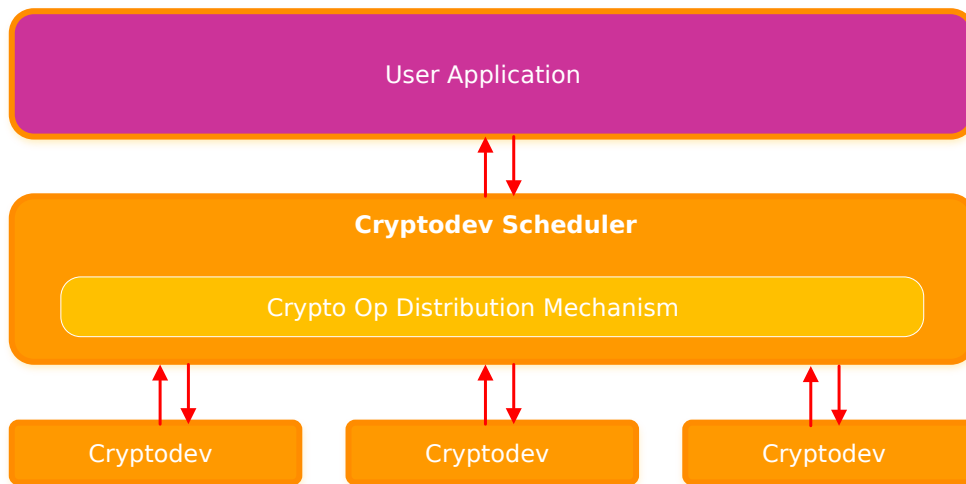 User Application
Cryptodev Scheduler
Crypto Op Distribution Mechanism
Cryptodev
Cryptodev
Cryptodev